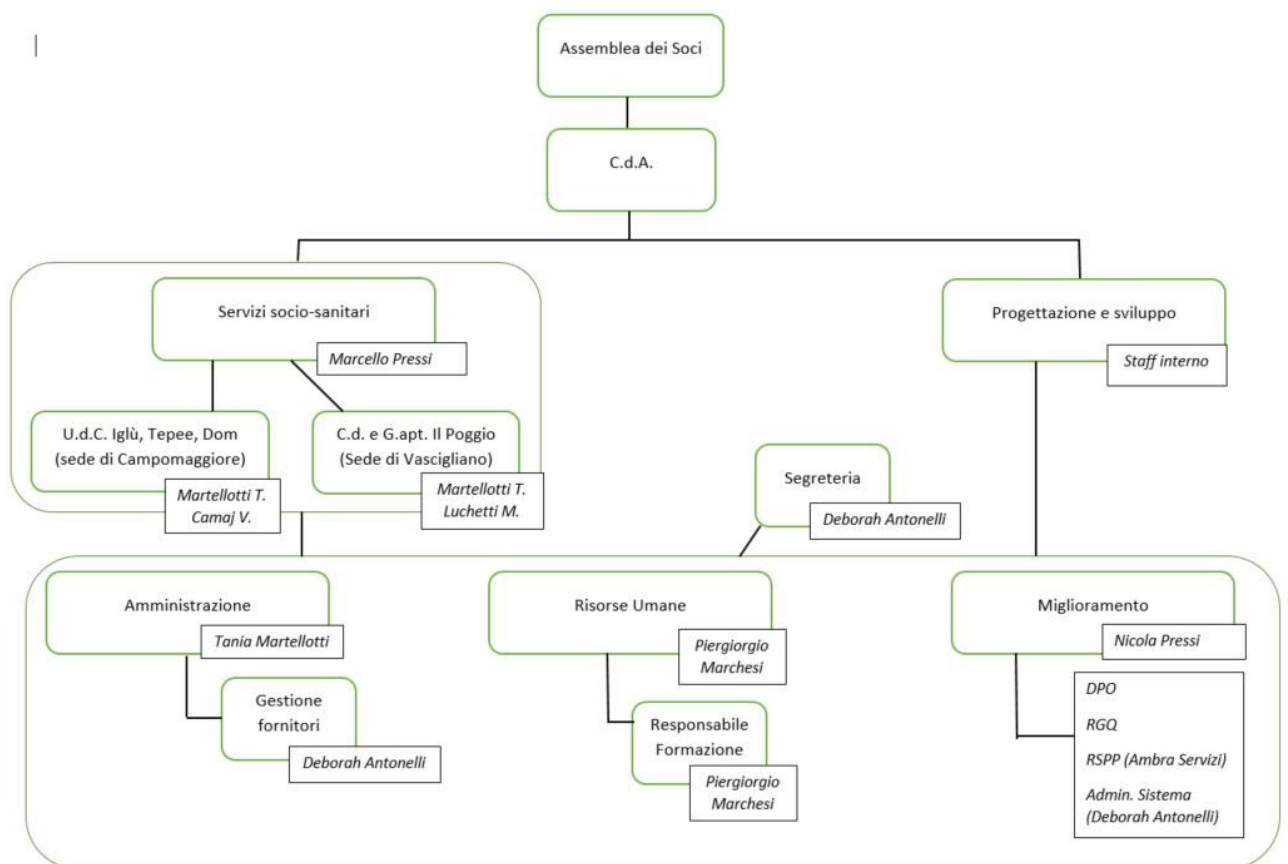 Assemblea dei Soci
C.d.A.
Servizi socio-sanitari
Marcello Pressi
Progettazione e sviluppo
Staff interno
U.d.C. Iglù, Tepee, Dom
(sede di Campomaggiore)
Martellotti T.
Camaj V.
C.d. e G.apt. Il Poggio
(Sede di Vascigliano)
Martellotti T.
Luchetti M.
Segreteria
Deborah Antonelli
Amministrazione
Tania Martellotti
Gestione
fornitori
Deborah Antonelli
Risorse Umane
Piergiorgio
Marchesi
Responsabile
Formazione
Piergiorgio
Marchesi
Miglioramento
Nicola Pressi
DPO
RGQ
RSPP (Ambra Servizi)
Admin. Sistema
(Deborah Antonelli)